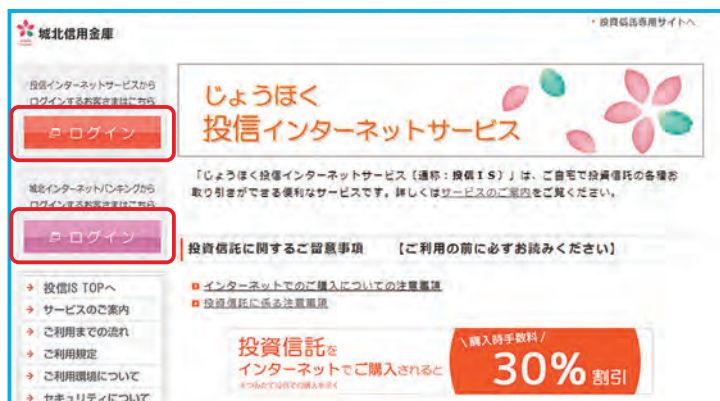 城北信用金庫
・投資信託専用サイトへ
投信インターネットサービスから
ログインするお客さまはこちら
ログイン
城北インターネットバンキングから
ログインするお客さまはこちら
ログイン
→ 投信IS TOPへ
→ サービスのご案内
→ ご利用までの流れ
→ ご利用規定
→ ご利用環境について
→ セキュリティについて
じょうほく
投信インターネットサービス
「じょうほく投信インターネットサービス（通称：投信IS）」は、ご自宅で投資信託の各種お
取り引きができる便利なサービスです。詳しくはサービスのご案内をご覧ください。
投資信託に関するご留意事項 【ご利用の前に必ずお読みください】
インターネットでのご購入についての注意事項
投資信託に係る注意事項
投資信託を
インターネットでご購入されると
※つみたて投信での購入を除く
\購入時手数料/
30%割引